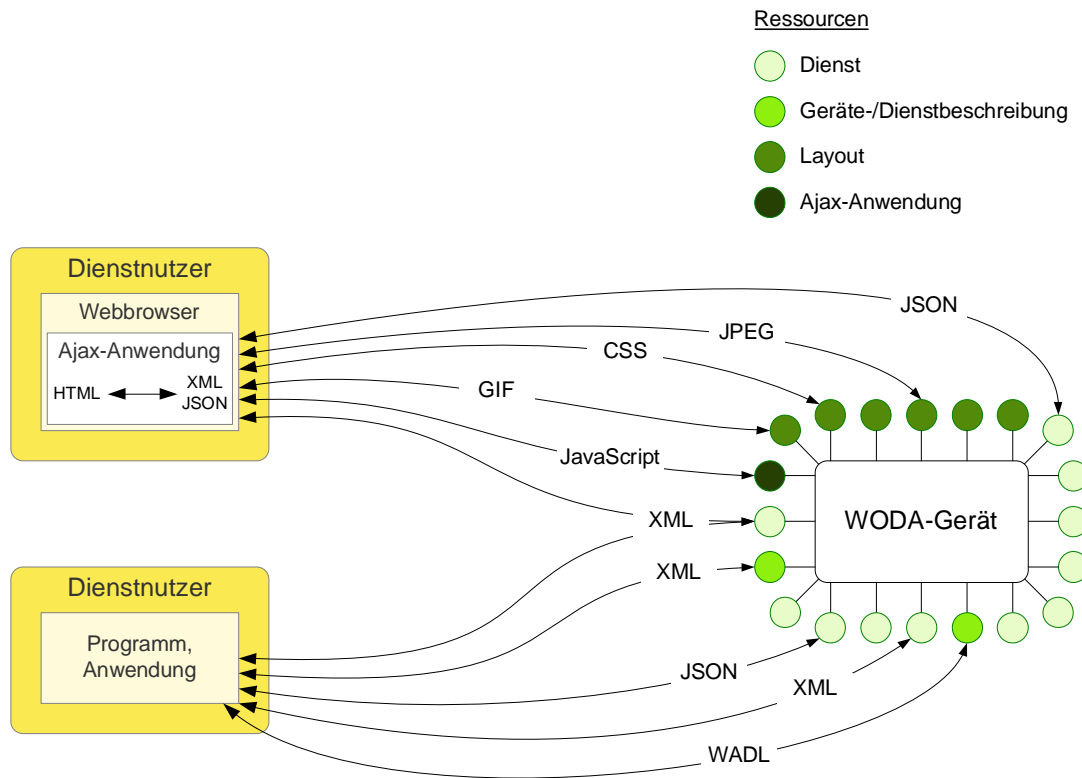 Ressourcen
Dienst
Geräte-/Dienstbeschreibung
Layout
Ajax-Anwendung
Dienstnutzer
Webbrowser
Ajax-Anwendung
HTML
XML
JSON
JSON
JPEG
CSS
GIF
JavaScript
XML
WODA-Gerät
XML
Dienstnutzer
Programm,
Anwendung
JSON
XML
WADL